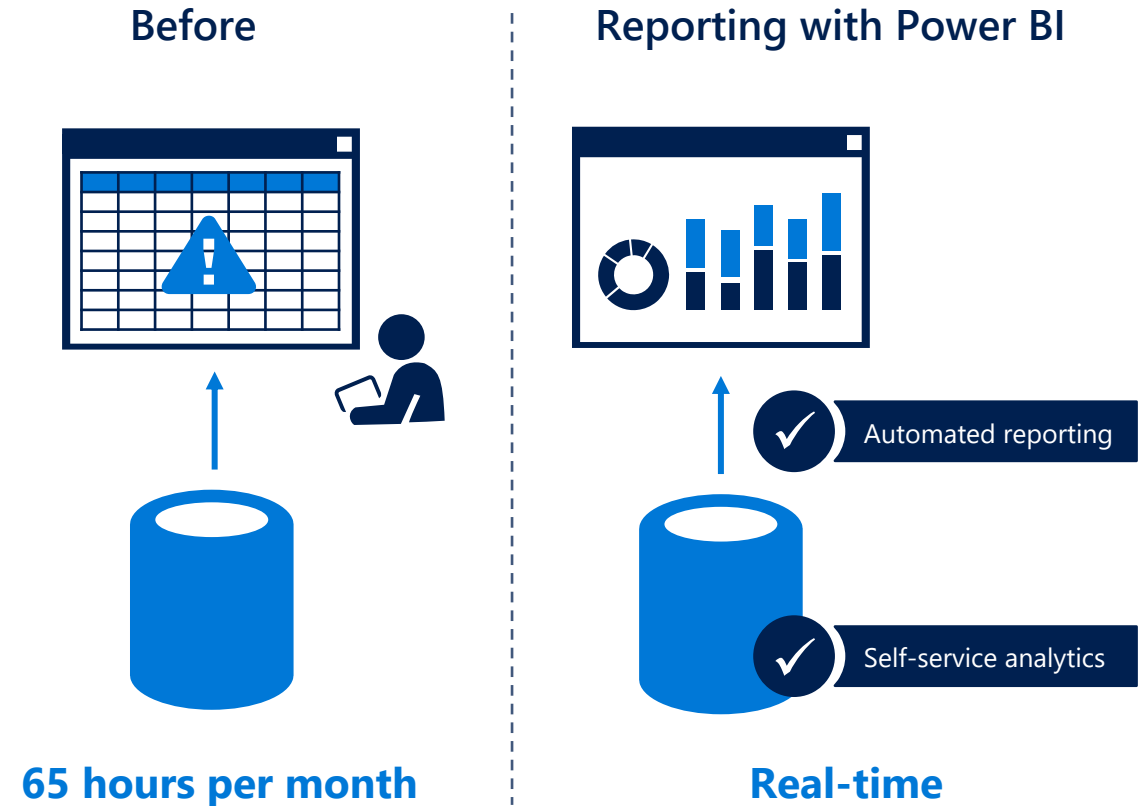 Before
Reporting with Power BI
Automated reporting
Self-service analytics
65 hours per month
Real-time